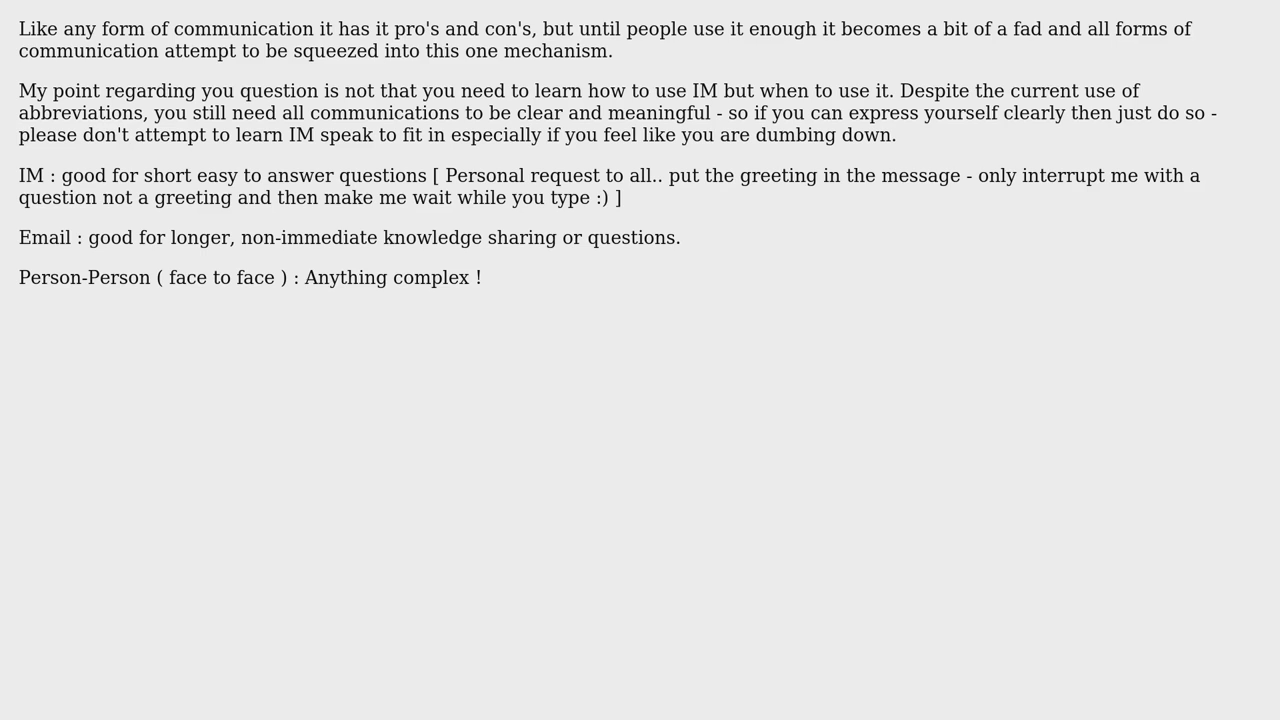 Like any form of communication it has it pro's and con's, but until people use it enough it becomes a bit of a fad and all forms of
communication attempt to be squeezed into this one mechanism.
My point regarding you question is not that you need to learn how to use IM but when to use it. Despite the current use of
abbreviations, you still need all communications to be clear and meaningful - so if you can express yourself clearly then just do so -
please don't attempt to learn IM speak to fit in especially if you feel like you are dumbing down.
IM : good for short easy to answer questions [ Personal request to all.. put the greeting in the message - only interrupt me with a
question not a greeting and then make me wait while you type :) ]
Email : good for longer, non-immediate knowledge sharing or questions.
Person-Person ( face to face ) : Anything complex !